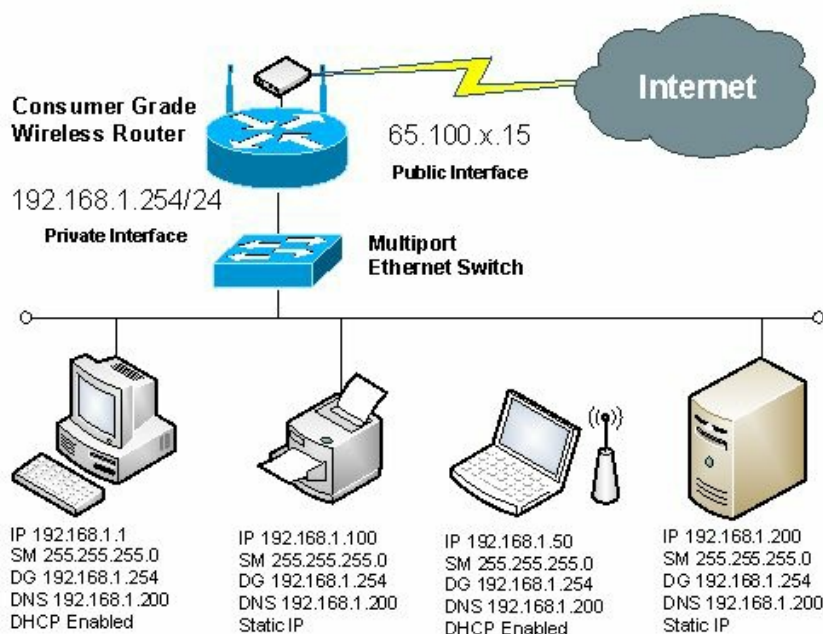 Internet
Consumer Grade
Wireless Router
65.100.x.15
Public Interface
192.168.1.254/24
Private Interface
Multiport
Ethernet Switch
IP 192.168.1.1
SM 255.255.255.0
DG 192.168.1.254
DNS 192.168.1.200
DHCP Enabled
IP 192.168.1.100
SM 255.255.255.0
DG 192.168.1.254
DNS 192.168.1.200
Static IP
IP 192.168.1.50
SM 255.255.255.0
DG 192.168.1.254
DNS 192.168.1.200
DHCP Enabled
IP 192.168.1.200
SM 255.255.255.0
DG 192.168.1.254
DNS 192.168.1.200
Static IP